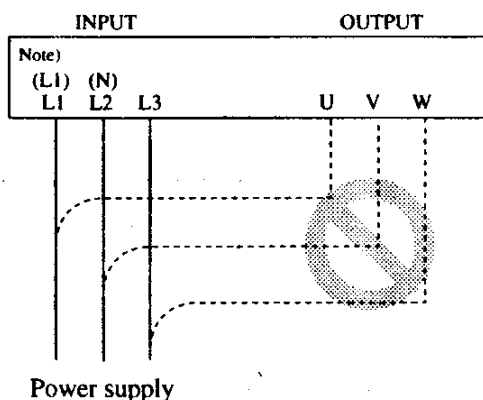 INPUT OUTPUT
Note)
(L1) (N)
L1 L2 L3 U V W
Power supply